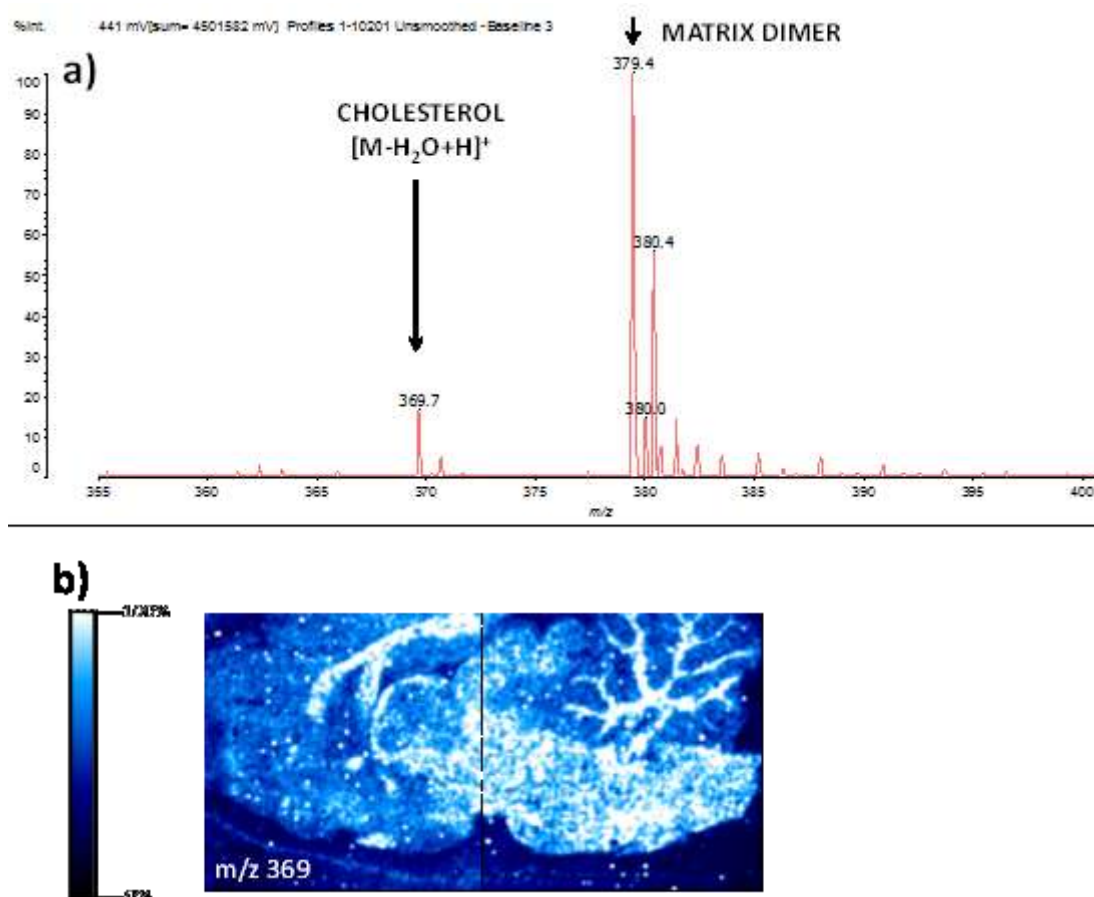 %Int. 441 mV[sum= 4501582 mV] Profiles 1-10201 Unsmoothed -Baseline 3
MATRIX DIMER
a)
379.4
CHOLESTEROL
[M-H₂O+H]⁺
100
90
80
70
60
50
40
30
20
10
0
380.4
369.7
380.0
355 360 365 370 375 380 385 390 395 400
m/z
b)
m/z 369